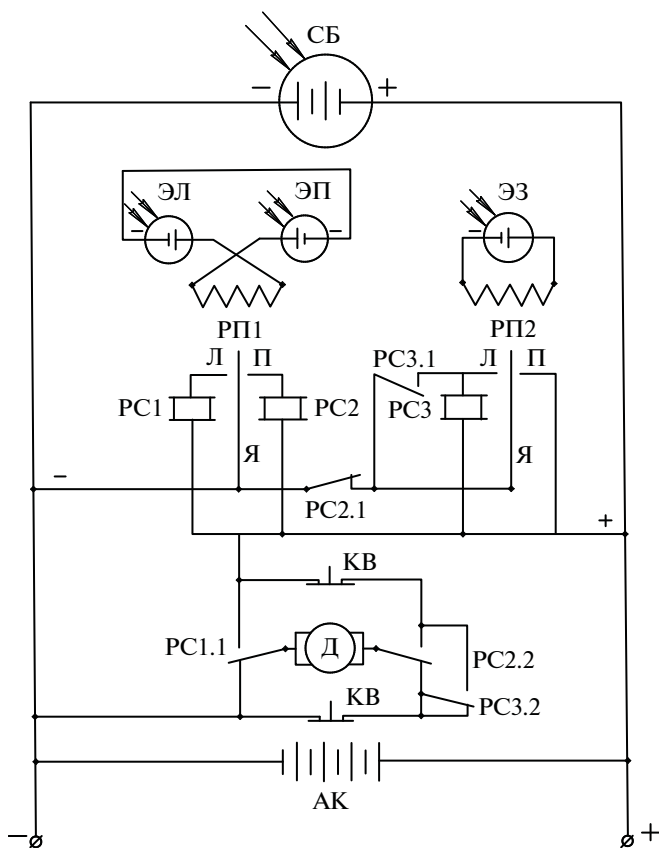 СБ
− +
ЭЛ ЭП ЭЗ
− − −
РП1 РП2
Л П РС3.1 Л П
РС1 РС2 РС3
Я Я
−
РС2.1
+
КВ
РС1.1 Д РС2.2
КВ РС3.2
АК
− +